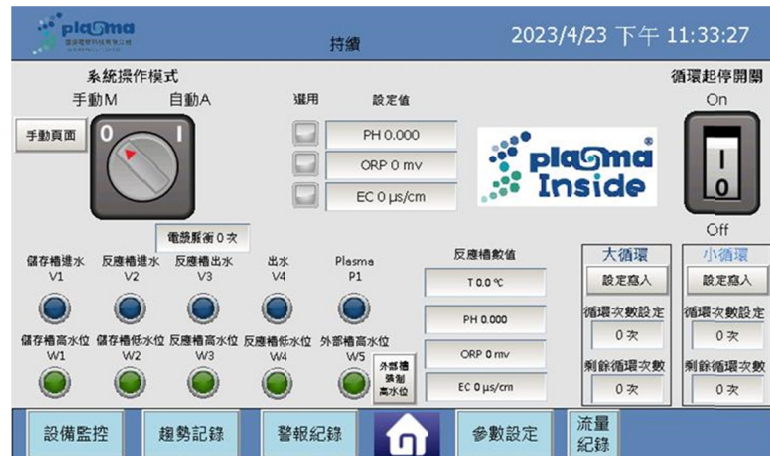 plasma
持續
2023/4/23 下午 11:33:27
系統操作模式
手動M 自動A
手動頁面
0 I
選用 設定值
PH 0.000
ORP 0 mv
EC 0 μs/cm
plasma®
Inside
循環起停開關
On
I
0
Off
電漿脈衝 0 次
儲存槽進水 反應槽進水 反應槽出水 出水 Plasma
V1 V2 V3 V4 P1
儲存槽高水位 儲存槽低水位 反應槽高水位 反應槽低水位 外部槽高水位
W1 W2 W3 W4 W5
外部槽
強制
高水位
反應槽數值
T 0.0 ℃
PH 0.000
ORP 0 mv
EC 0 μs/cm
大循環
設定寫入
循環次數設定
0 次
剩餘循環次數
0 次
小循環
設定寫入
循環次數設定
0 次
剩餘循環次數
0 次
設備監控
趨勢記錄
警報紀錄
參數設定
流量
紀錄